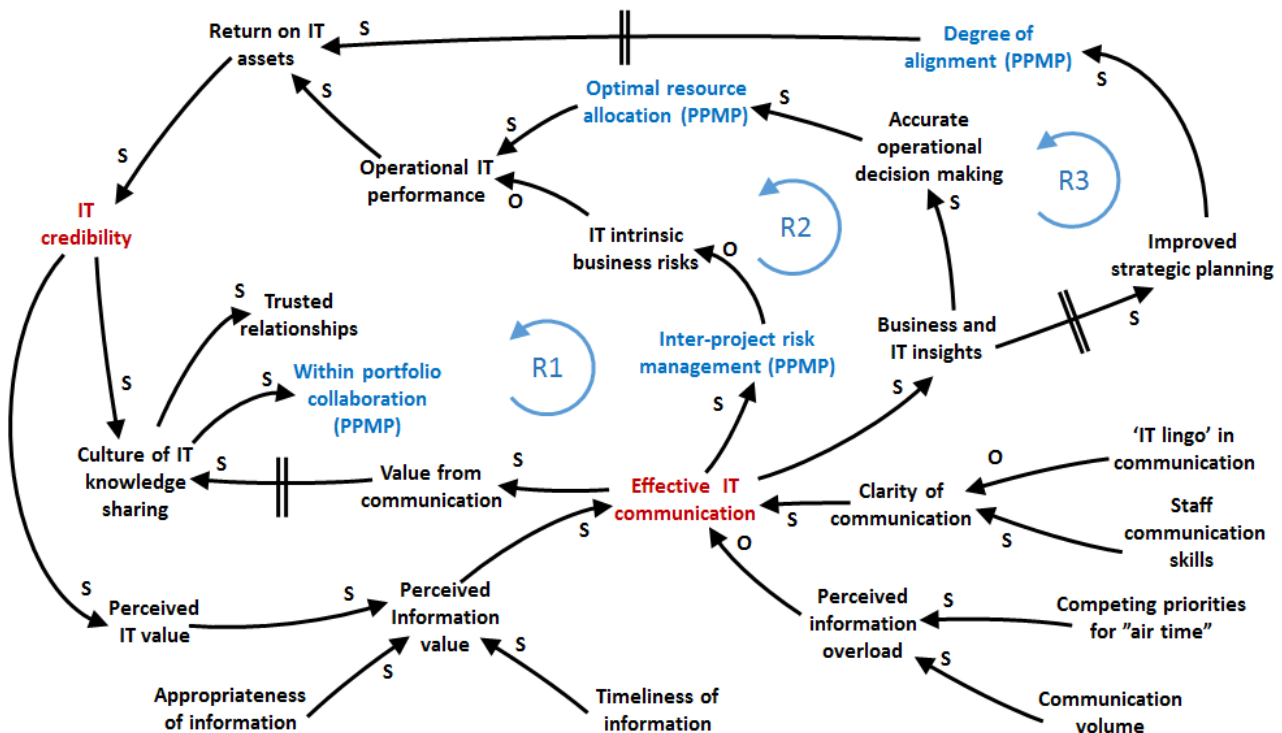 Return on IT
assets
S
Degree of
alignment (PPMP)
S
S
Optimal resource
allocation (PPMP)
S
Accurate
operational
decision making
S
Operational IT
performance
S
O
R3
S
IT
credibility
S
IT intrinsic
business risks
R2
O
Improved
strategic planning
S
Trusted
relationships
S
Business and
IT insights
S
Inter-project risk
management (PPMP)
R1
Within portfolio
collaboration
(PPMP)
S
S
S
S
Culture of IT
knowledge
sharing
S
Value from
communication
S
Effective IT
communication
S
Clarity of
communication
O
‘IT lingo’ in
communication
S
Staff
communication
skills
S
O
S
Perceived
IT value
S
Perceived
Information
value
Perceived
information
overload
S
Competing priorities
for ”air time”
S
S
S
Appropriateness
of information
Timeliness of
information
Communication
volume